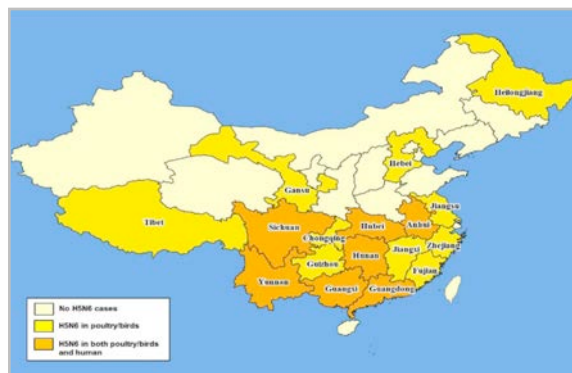 Heilongjiang
Hebei
Gansu
Jiangsu
Tibet
Sichuan
Hubei
Anhui
Chongqing
Zhejiang
Hunan
Jiangxi
Guizhou
Fujian
Yunnan
Guangxi
Guangdong
No H5N6 cases
H5N6 in poultry/birds
H5N6 in both poultry/birds
and human